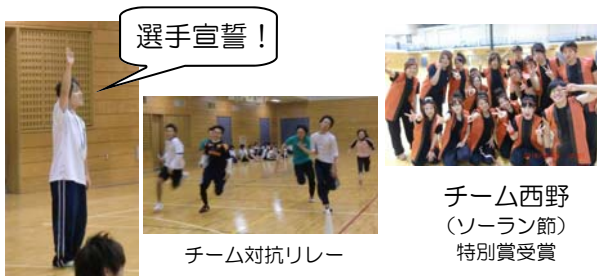 選手宣誓！
チーム対抗リレー
チーム西野
（ソーラン節）
特別賞受賞